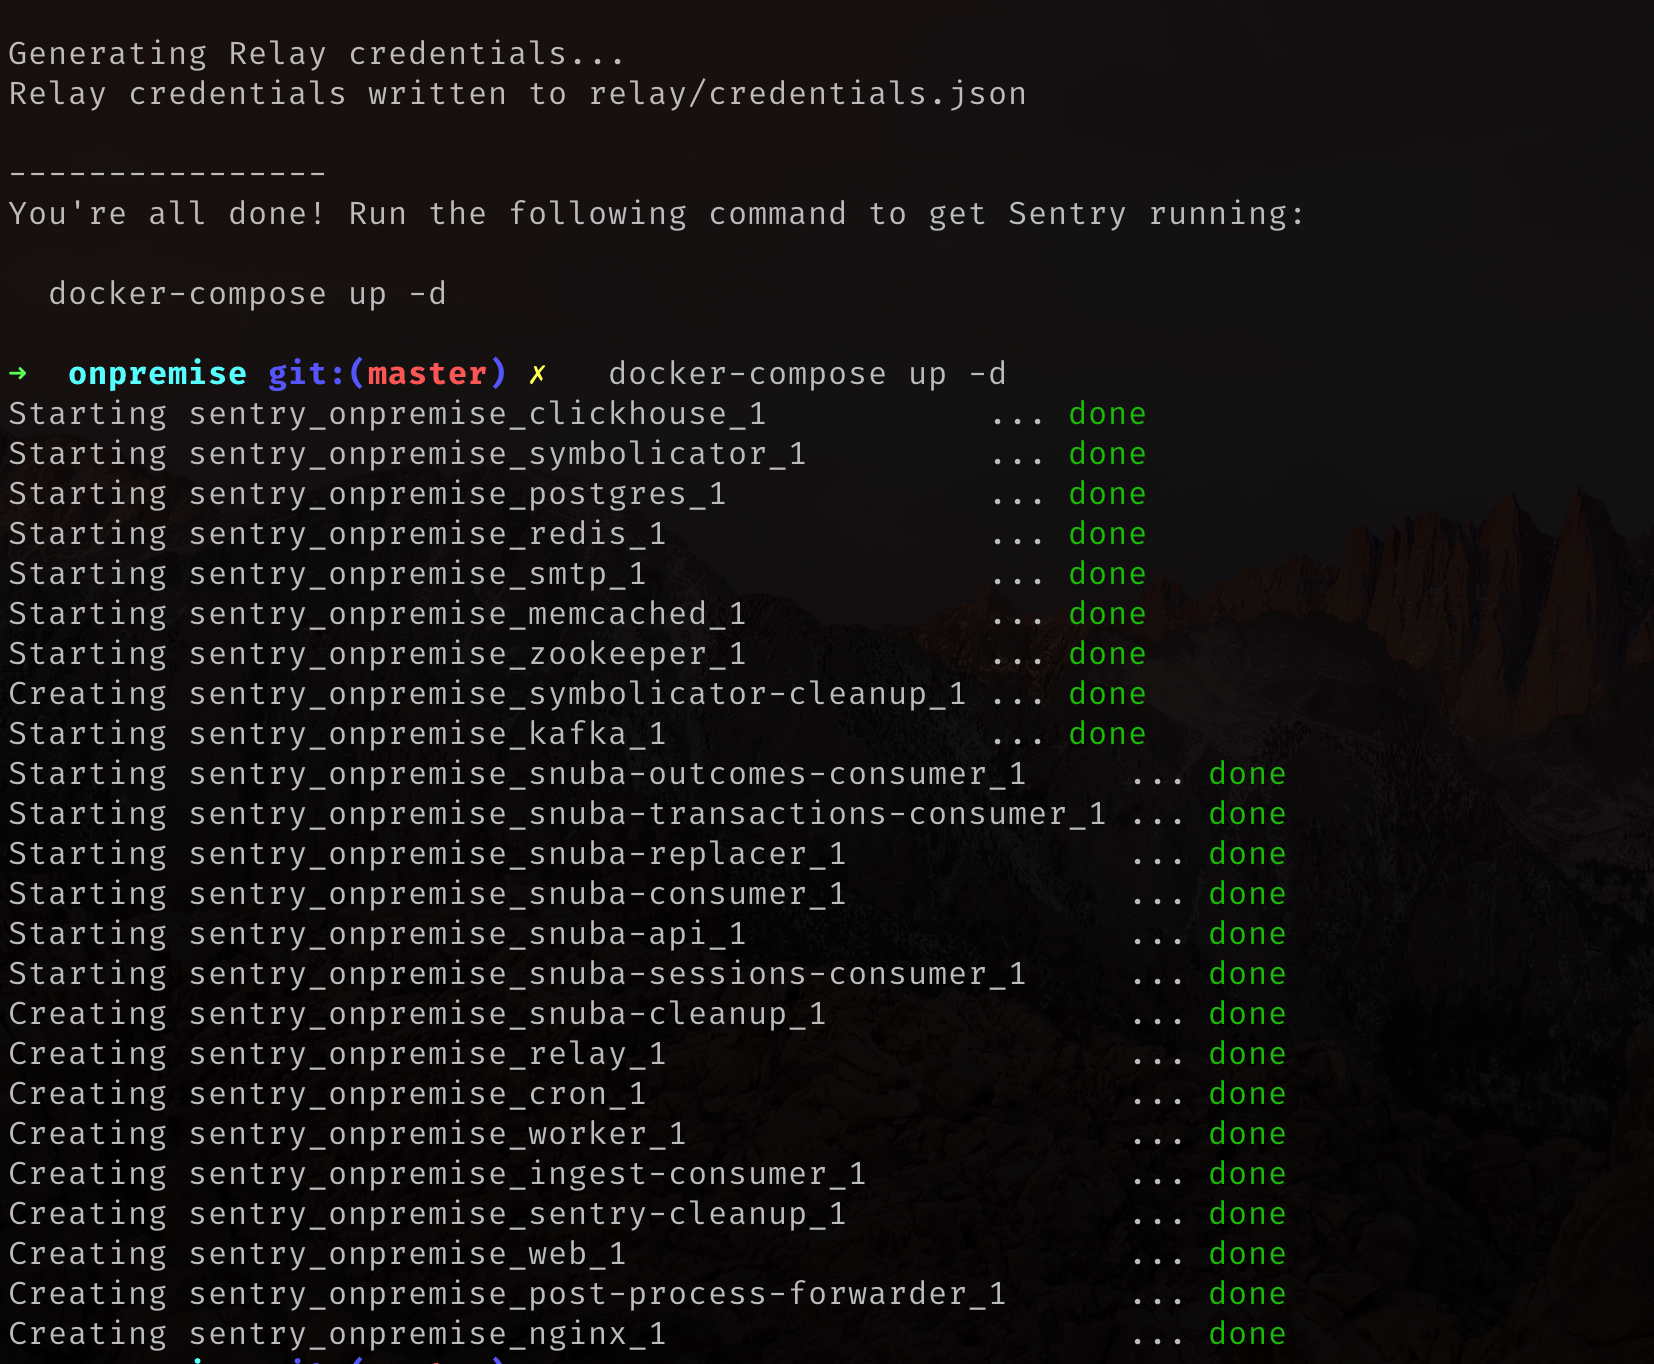 Generating Relay credentials...
Relay credentials written to relay/credentials.json
----------------
You're all done! Run the following command to get Sentry running:
docker-compose up -d
➜ onpremise git:(master) ✗ docker-compose up -d
Starting sentry_onpremise_clickhouse_1 ... done
Starting sentry_onpremise_symbolicator_1 ... done
Starting sentry_onpremise_postgres_1 ... done
Starting sentry_onpremise_redis_1 ... done
Starting sentry_onpremise_smtp_1 ... done
Starting sentry_onpremise_memcached_1 ... done
Starting sentry_onpremise_zookeeper_1 ... done
Creating sentry_onpremise_symbolicator-cleanup_1 ... done
Starting sentry_onpremise_kafka_1 ... done
Starting sentry_onpremise_snuba-outcomes-consumer_1 ... done
Starting sentry_onpremise_snuba-transactions-consumer_1 ... done
Starting sentry_onpremise_snuba-replacer_1 ... done
Starting sentry_onpremise_snuba-consumer_1 ... done
Starting sentry_onpremise_snuba-api_1 ... done
Starting sentry_onpremise_snuba-sessions-consumer_1 ... done
Creating sentry_onpremise_snuba-cleanup_1 ... done
Creating sentry_onpremise_relay_1 ... done
Creating sentry_onpremise_cron_1 ... done
Creating sentry_onpremise_worker_1 ... done
Creating sentry_onpremise_ingest-consumer_1 ... done
Creating sentry_onpremise_sentry-cleanup_1 ... done
Creating sentry_onpremise_web_1 ... done
Creating sentry_onpremise_post-process-forwarder_1 ... done
Creating sentry_onpremise_nginx_1 ... done